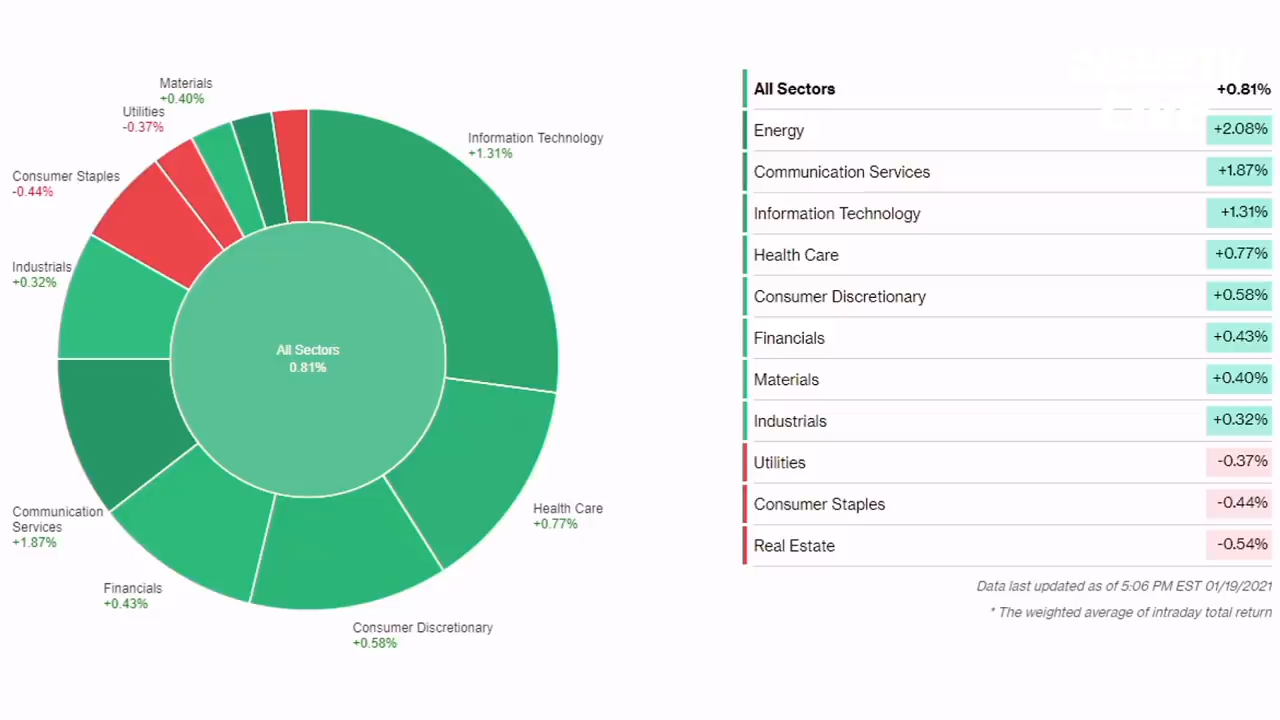 Materials
+0.40%
Utilities
-0.37%
Information Technology
+1.31%
Consumer Staples
-0.44%
Industrials
+0.32%
All Sectors
0.81%
Health Care
+0.77%
Communication
Services
+1.87%
Financials
+0.43%
Consumer Discretionary
+0.58%
All Sectors +0.81%
Energy +2.08%
Communication Services +1.87%
Information Technology +1.31%
Health Care +0.77%
Consumer Discretionary +0.58%
Financials +0.43%
Materials +0.40%
Industrials +0.32%
Utilities -0.37%
Consumer Staples -0.44%
Real Estate -0.54%
Data last updated as of 5:06 PM EST 01/19/2021
* The weighted average of intraday total return